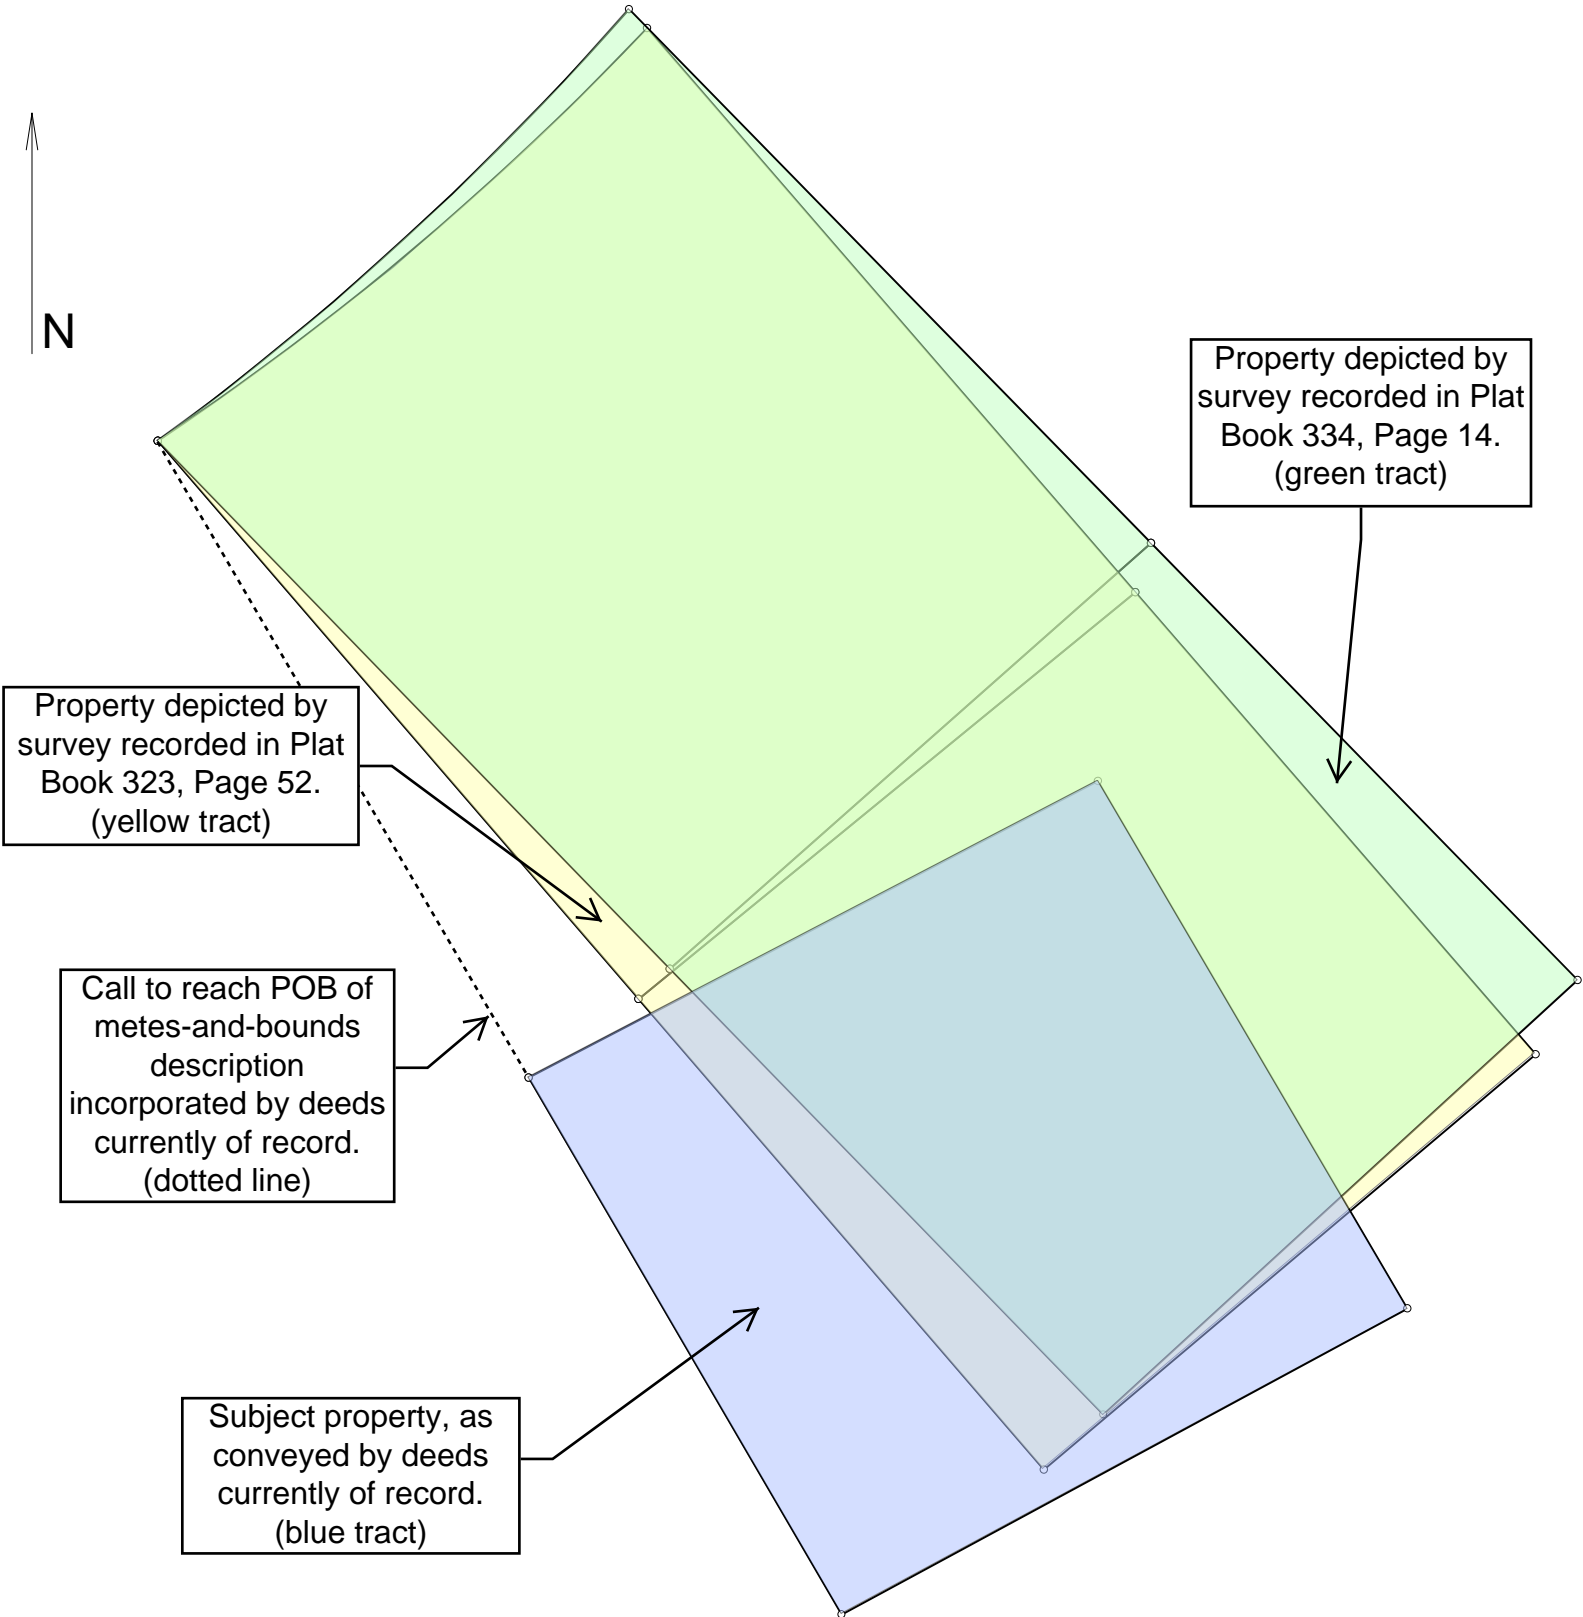 N
Property depicted by
survey recorded in Plat
Book 334, Page 14.
(green tract)
Property depicted by
survey recorded in Plat
Book 323, Page 52.
(yellow tract)
Call to reach POB of
metes-and-bounds
description
incorporated by deeds
currently of record.
(dotted line)
Subject property, as
conveyed by deeds
currently of record.
(blue tract)